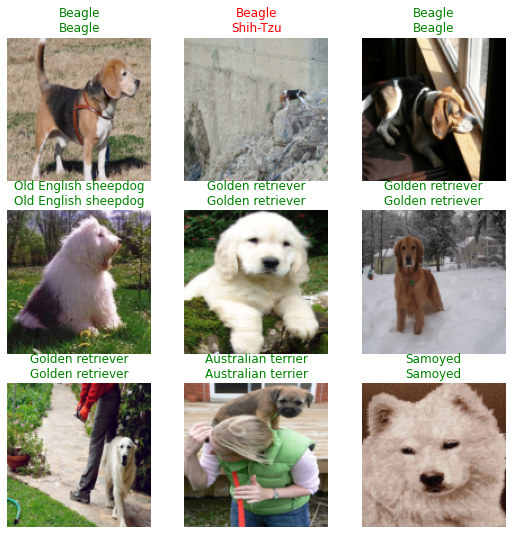 Beagle
Beagle
Beagle
Shih-Tzu
Beagle
Beagle
Old English sheepdog
Old English sheepdog
Golden retriever
Golden retriever
Golden retriever
Golden retriever
Golden retriever
Golden retriever
Australian terrier
Australian terrier
Samoyed
Samoyed